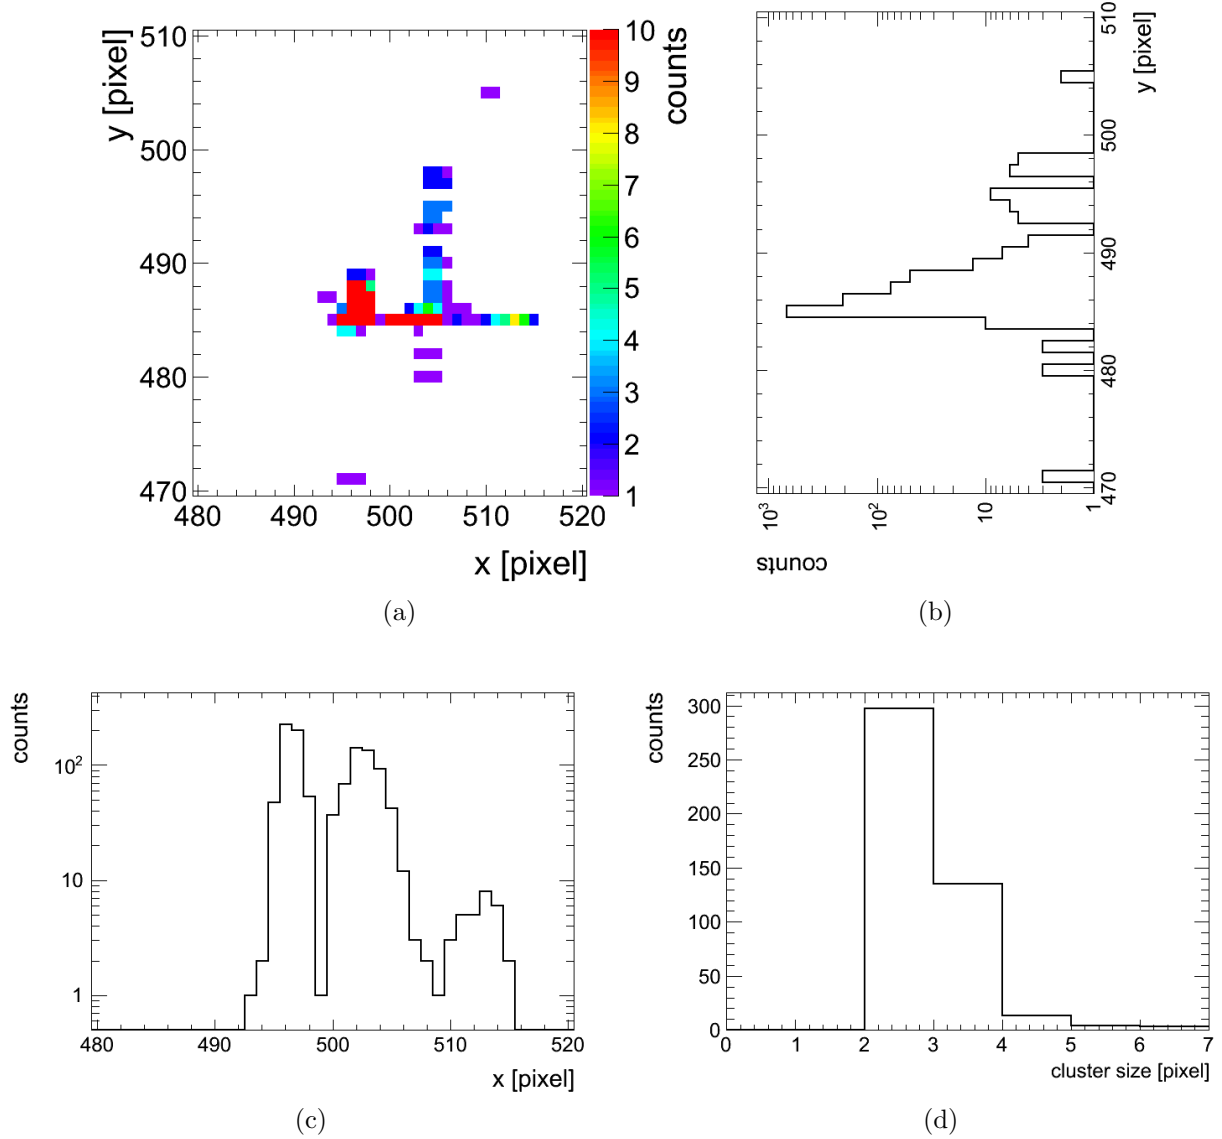 y [pixel]
510
500
490
480
470
480 490 500 510 520
x [pixel]
10
9
8
7
6
5
4
3
2
1
counts
(a)
510
500
490
480
470
y [pixel]
10³ 10² 10 1
counts
(b)
counts
10²
10
1
480 490 500 510 520
x [pixel]
(c)
counts
300
250
200
150
100
50
0
0 1 2 3 4 5 6 7
cluster size [pixel]
(d)